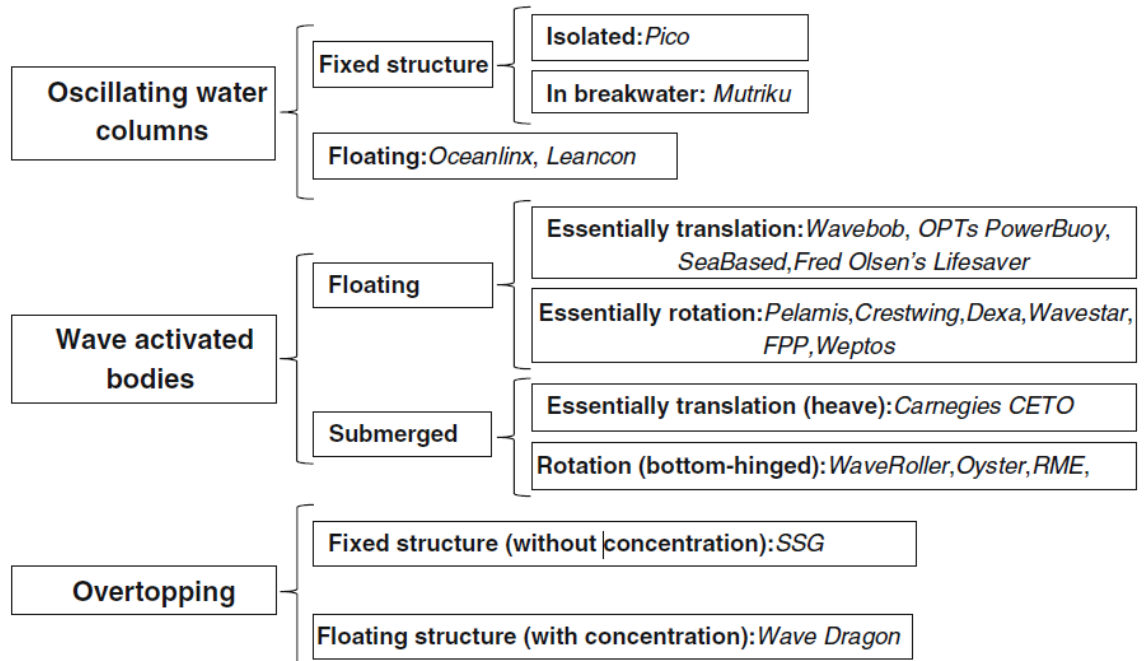 Oscillating water
columns
Fixed structure
Isolated:Pico
In breakwater: Mutriku
Floating:Oceanlinx, Leancon
Wave activated
bodies
Floating
Essentially translation:Wavebob, OPTs PowerBuoy,
SeaBased,Fred Olsen's Lifesaver
Essentially rotation:Pelamis,Crestwing,Dexa,Wavestar,
FPP,Weptos
Submerged
Essentially translation (heave):Carnegies CETO
Rotation (bottom-hinged):WaveRoller,Oyster,RME,
Overtopping
Fixed structure (without concentration):SSG
Floating structure (with concentration):Wave Dragon